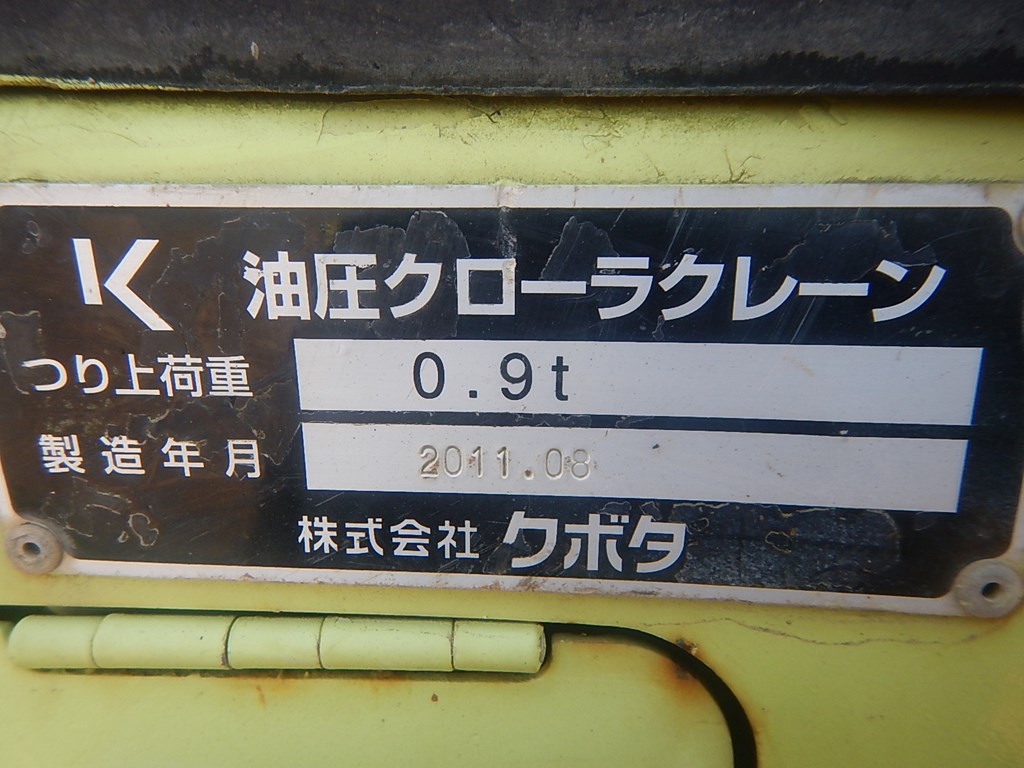 K 油圧クローラクレーン
つり上荷重 0.9t
製造年月 2011.08
株式会社 クボタ